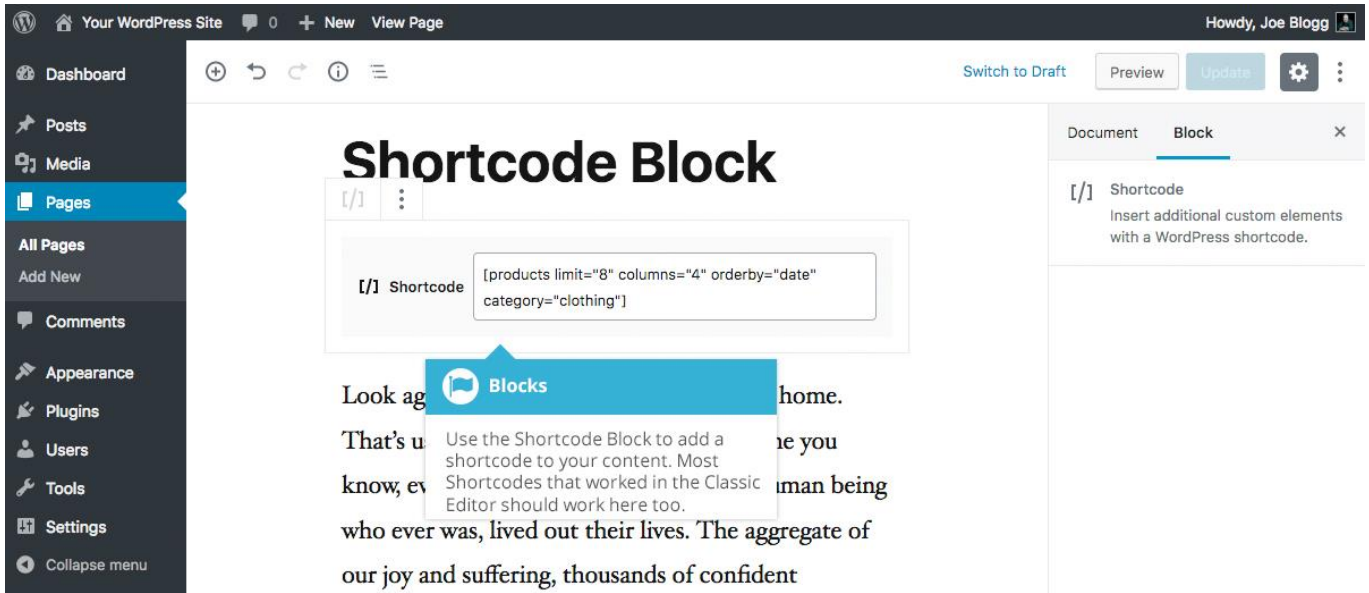 Your WordPress Site 0 New View Page Howdy, Joe Blogg
Dashboard
Posts
Media
Pages
All Pages
Add New
Comments
Appearance
Plugins
Users
Tools
Settings
Collapse menu
Switch to Draft Preview Update
Shortcode Block
[/]
[/] Shortcode
[products limit="8" columns="4" orderby="date"
category="clothing"]
Blocks
Use the Shortcode Block to add a
shortcode to your content. Most
Shortcodes that worked in the Classic
Editor should work here too.
Look home.
That's you
know, being
who ever was, lived out their lives. The aggregate of
our joy and suffering, thousands of confident
Document Block
[/] Shortcode
Insert additional custom elements
with a WordPress shortcode.